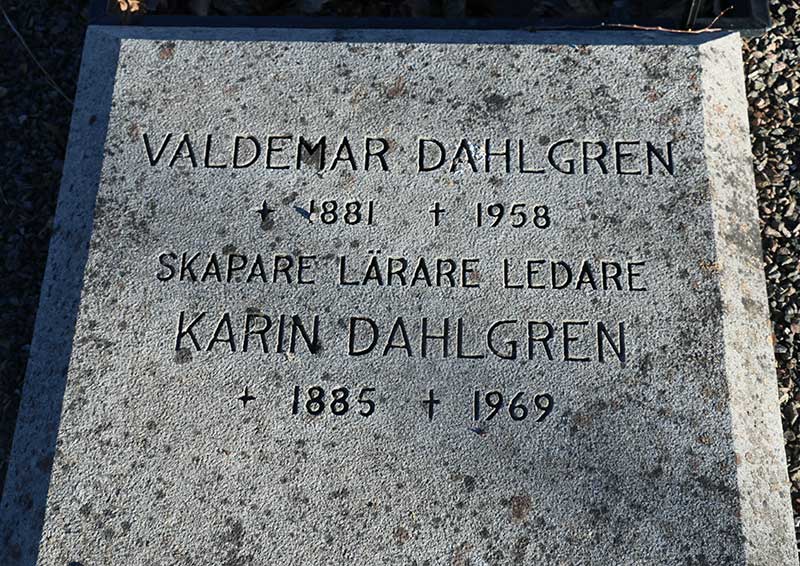 VALDEMAR DAHLGREN
✦ 1881 † 1958
SKAPARE LÄRARE LEDARE
KARIN DAHLGREN
✦ 1885 † 1969